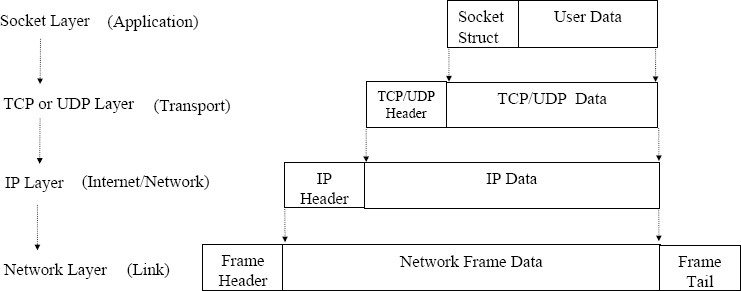 Socket Layer (Application)
Socket
Struct
User Data
TCP or UDP Layer (Transport)
TCP/UDP
Header
TCP/UDP Data
IP Layer (Internet/Network)
IP
Header
IP Data
Network Layer (Link)
Frame
Header
Network Frame Data
Frame
Tail